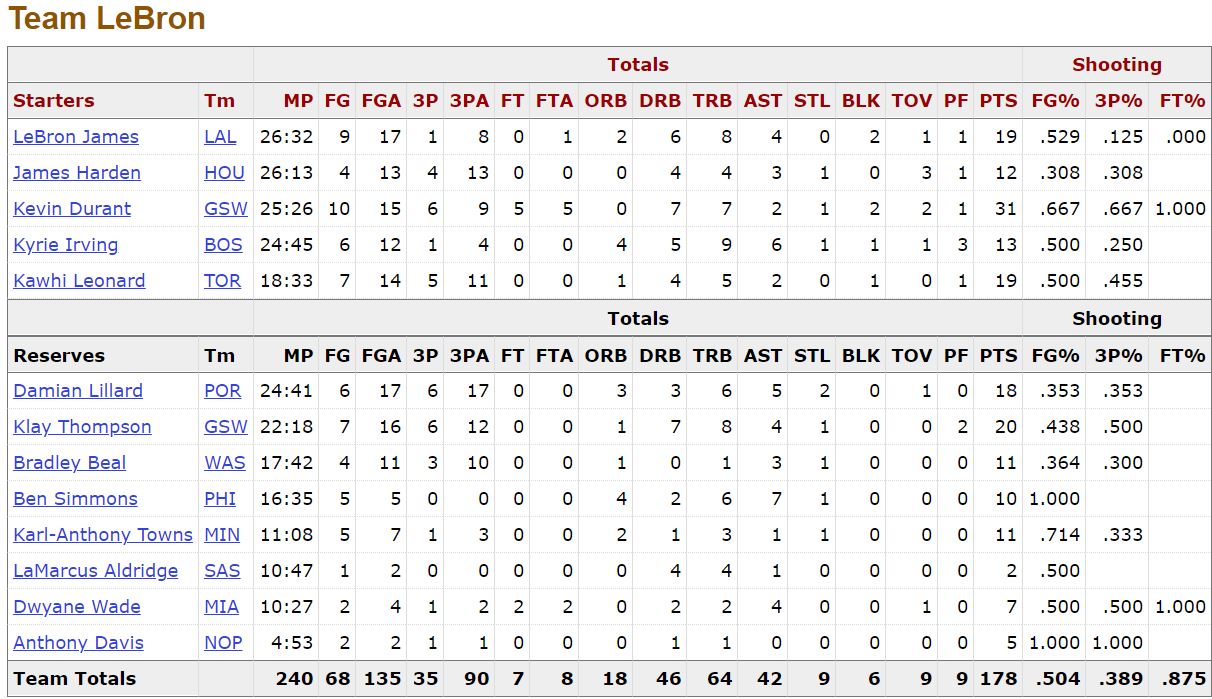 Team LeBron
Totals Shooting
Starters Tm MP FG FGA 3P 3PA FT FTA ORB DRB TRB AST STL BLK TOV PF PTS FG% 3P% FT%
LeBron James LAL 26:32 9 17 1 8 0 1 2 6 8 4 0 2 1 1 19 .529 .125 .000
James Harden HOU 26:13 4 13 4 13 0 0 0 4 4 3 1 0 3 1 12 .308 .308
Kevin Durant GSW 25:26 10 15 6 9 5 5 0 7 7 2 1 2 2 1 31 .667 .667 1.000
Kyrie Irving BOS 24:45 6 12 1 4 0 0 4 5 9 6 1 1 1 3 13 .500 .250
Kawhi Leonard TOR 18:33 7 14 5 11 0 0 1 4 5 2 0 1 0 1 19 .500 .455
Totals Shooting
Reserves Tm MP FG FGA 3P 3PA FT FTA ORB DRB TRB AST STL BLK TOV PF PTS FG% 3P% FT%
Damian Lillard POR 24:41 6 17 6 17 0 0 3 3 6 5 2 0 1 0 18 .353 .353
Klay Thompson GSW 22:18 7 16 6 12 0 0 1 7 8 4 1 0 0 2 20 .438 .500
Bradley Beal WAS 17:42 4 11 3 10 0 0 1 0 1 3 1 0 0 0 11 .364 .300
Ben Simmons PHI 16:35 5 5 0 0 0 0 4 2 6 7 1 0 0 0 10 1.000
Karl-Anthony Towns MIN 11:08 5 7 1 3 0 0 2 1 3 1 1 0 0 0 11 .714 .333
LaMarcus Aldridge SAS 10:47 1 2 0 0 0 0 0 4 4 1 0 0 0 0 2 .500
Dwyane Wade MIA 10:27 2 4 1 2 2 2 0 2 2 4 0 0 1 0 7 .500 .500 1.000
Anthony Davis NOP 4:53 2 2 1 1 0 0 0 1 1 0 0 0 0 0 5 1.000 1.000
Team Totals 240 68 135 35 90 7 8 18 46 64 42 9 6 9 9 178 .504 .389 .875